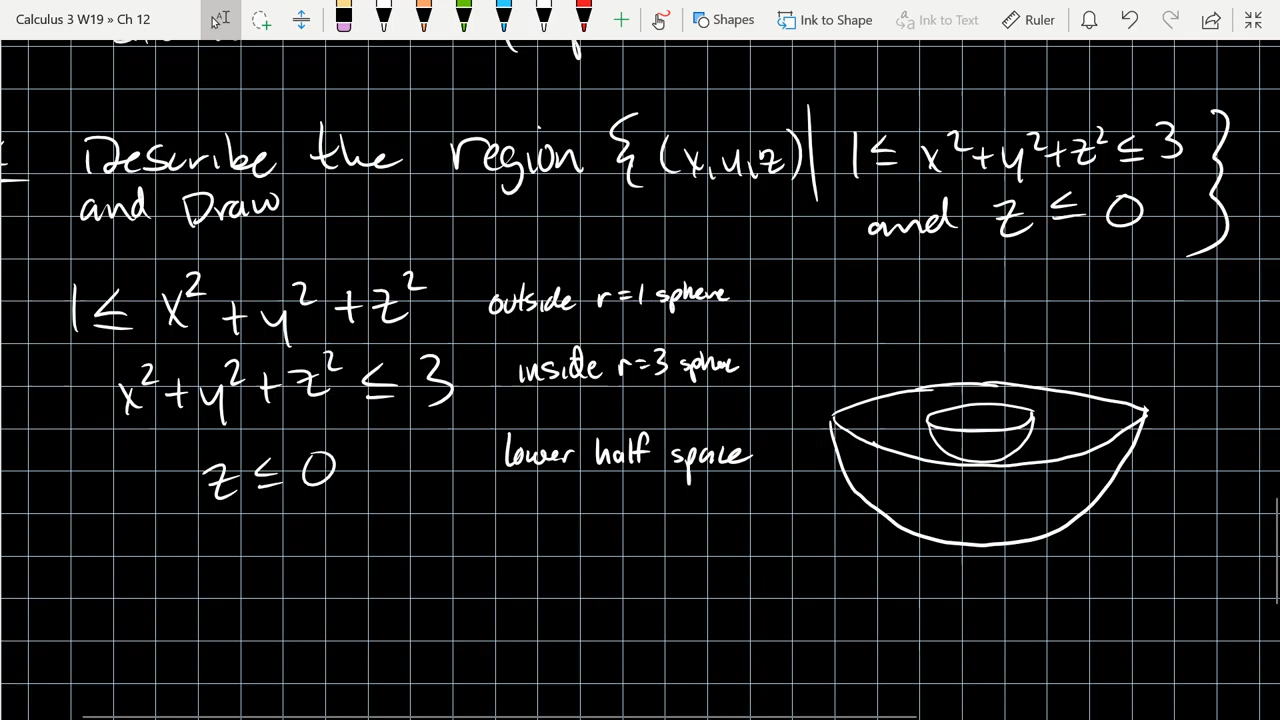 Calculus 3 W19 » Ch 12
Shapes
Ink to Shape
Ink to Text
Ruler
Describe the region {(x,y,z)| 1 ≤ x²+y²+z² ≤ 3
and Draw
and z ≤ 0}
1 ≤ x² + y² + z² outside r=1 sphere
x² + y² + z² ≤ 3 inside r=3 sphere
z ≤ 0 lower half space